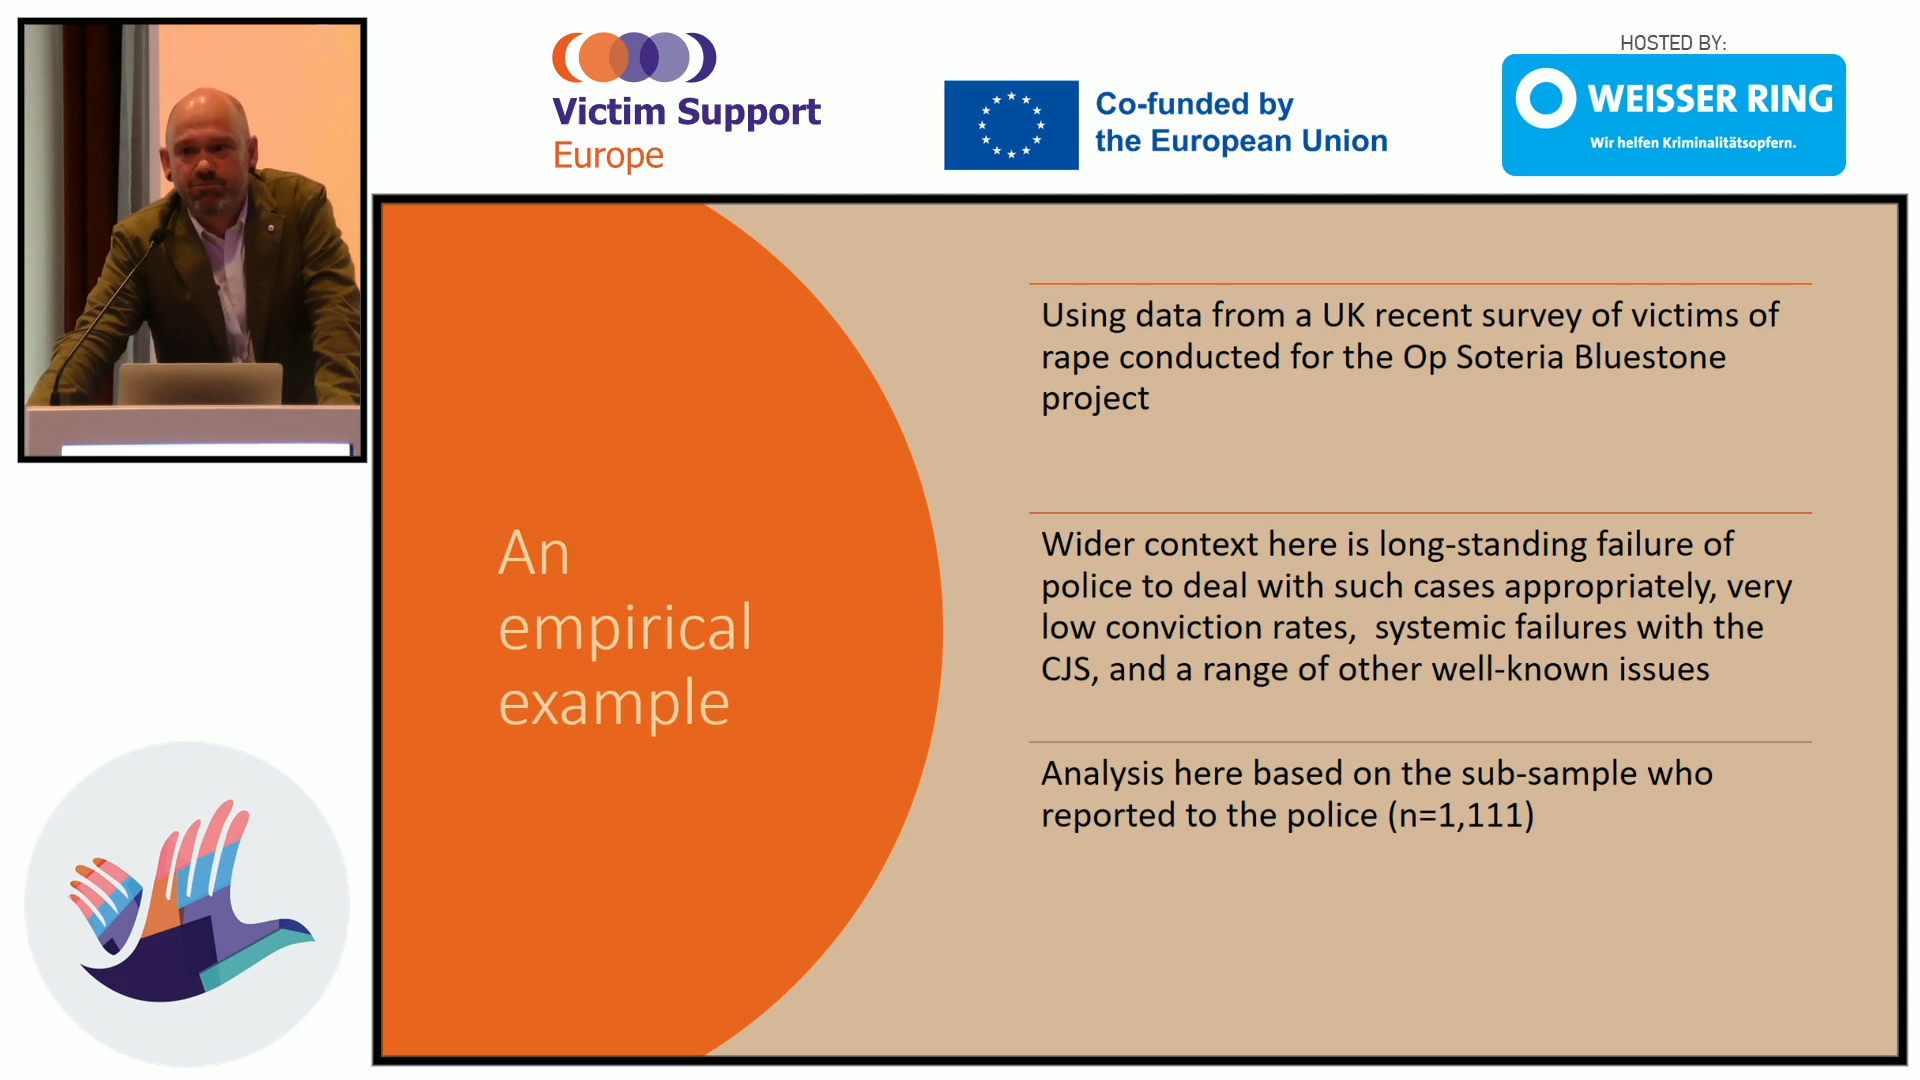 Victim Support
Europe
Co-funded by
the European Union
HOSTED BY:
WEISSER RING
Wir helfen Kriminalitätsopfern.
An
empirical
example
Using data from a UK recent survey of victims of
rape conducted for the Op Soteria Bluestone
project
Wider context here is long-standing failure of
police to deal with such cases appropriately, very
low conviction rates,  systemic failures with the
CJS, and a range of other well-known issues
Analysis here based on the sub-sample who
reported to the police (n=1,111)